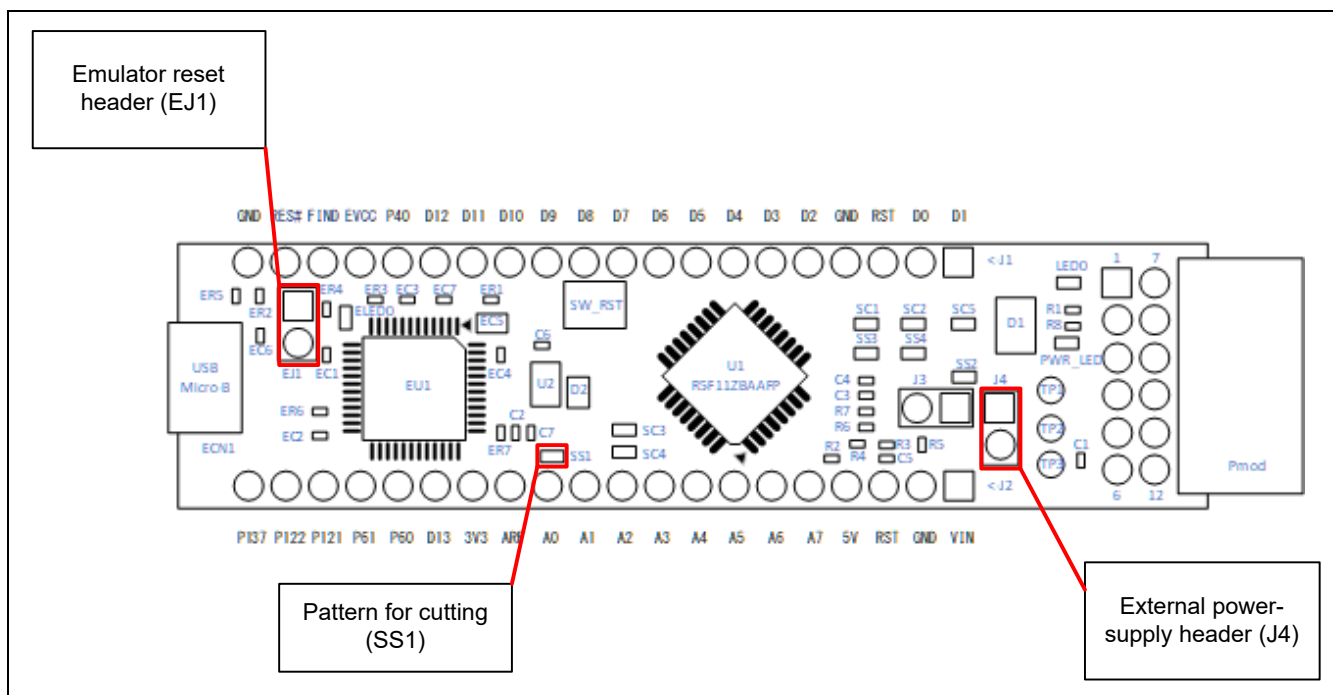 Emulator reset
header (EJ1)
GND RES# FIND EVCC P40 D12 D11 D10 D9 D8 D7 D6 D5 D4 D3 D2 GND RST D0 D1
<-J1
LED0
1 7
ER5
ER2
ER4
ER3 EC3 EC7 ER1
ELED0
EC5
SW_RST
SC1 SC2 SC5
D1
R1
R8
EC6
EJ1
EC1
C6
SS3 SS4
PWR_LED
USB
Micro-B
EU1
EC4
U2
D2
U1
R5F11ZBAAFP
SS2
C4
C3
R7
R6
J3
J4
TP1
TP2
TP3
ER6
EC2
ECN1
C2
ER7
C7
SS1
SC3
SC4
R2
R4
R3
C5
R5
C1
<-J2
6 12
Pmod
P137 P122 P121 P61 P60 D13 3V3 A0 A1 A2 A3 A4 A5 A6 A7 5V RST GND VIN
Pattern for cutting
(SS1)
External power-
supply header (J4)